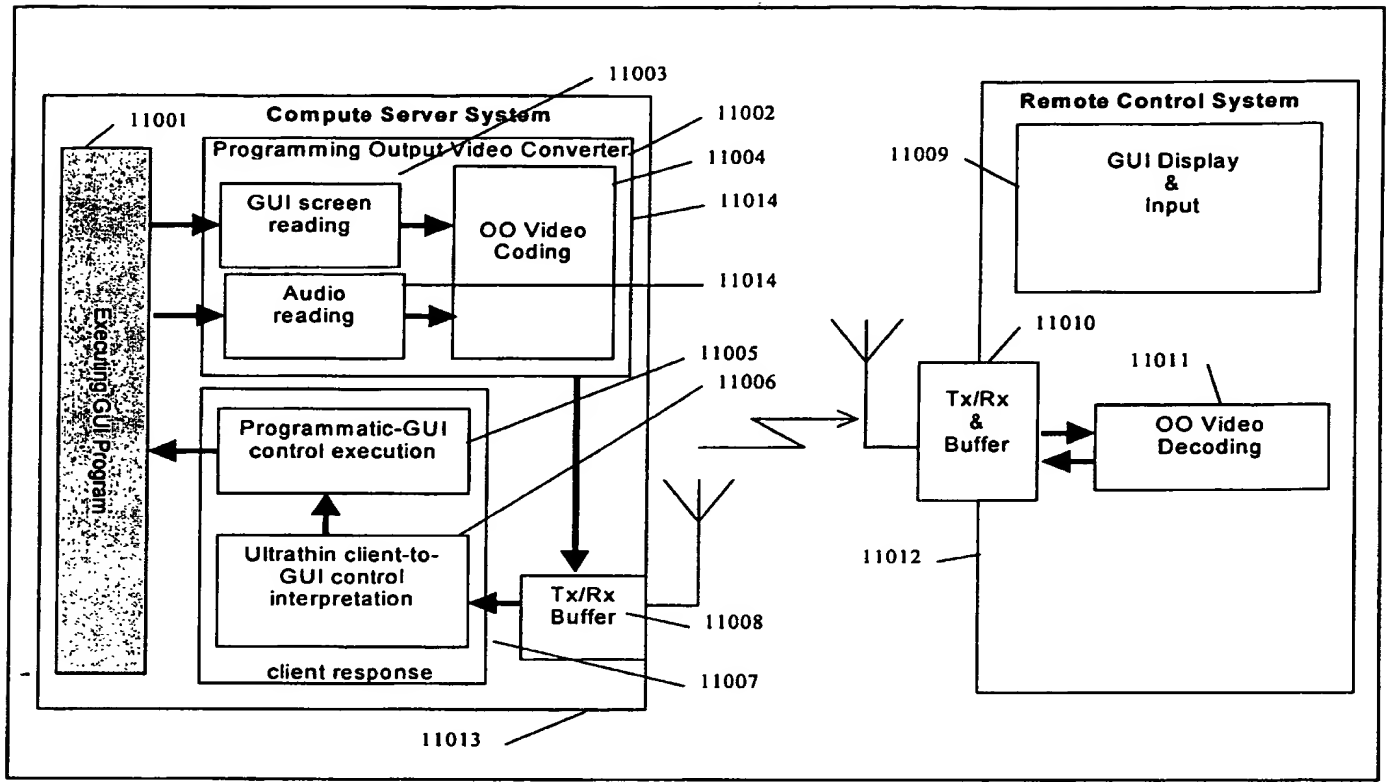 11003
Compute Server System
Remote Control System
11001
11002
Programming Output Video Converter
11004
11009
GUI Display
&
Input
11014
GUI screen
reading
OO Video
Coding
11014
Audio
reading
Executing GUI Program
11010
11005
11011
11006
Tx/Rx
&
Buffer
OO Video
Decoding
Programmatic-GUI
control execution
Ultrathin client-to-
GUI control
interpretation
11012
Tx/Rx
Buffer
11008
client response
11007
11013